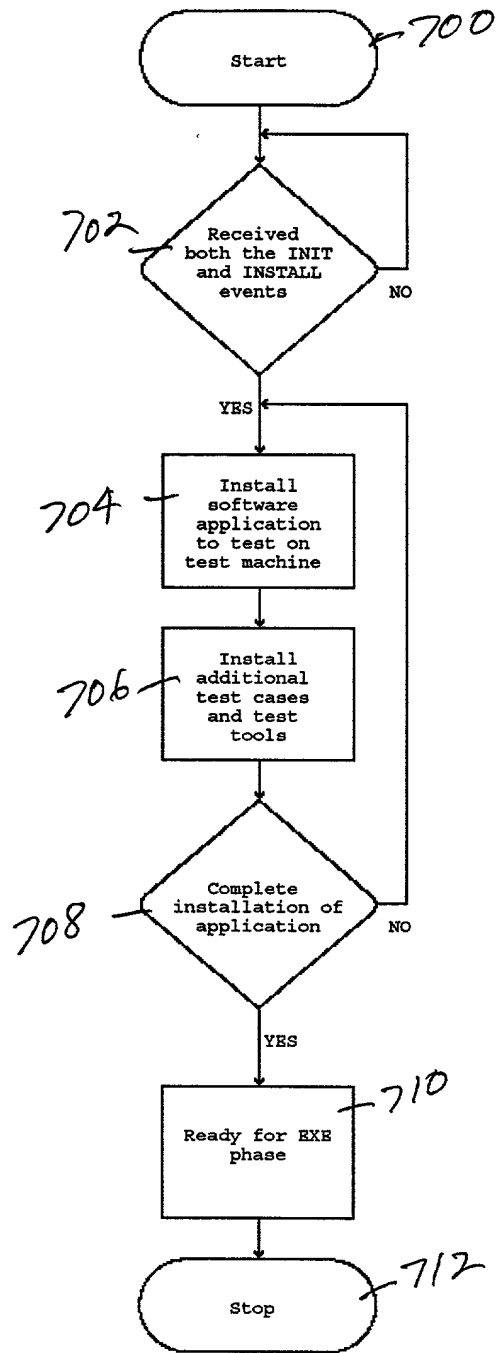 700
Start
702
Received
both the INIT
and INSTALL
events
NO
YES
704
Install
software
application
to test on
test machine
706
Install
additional
test cases
and test
tools
708
Complete
installation of
application
NO
YES
710
Ready for EXE
phase
712
Stop